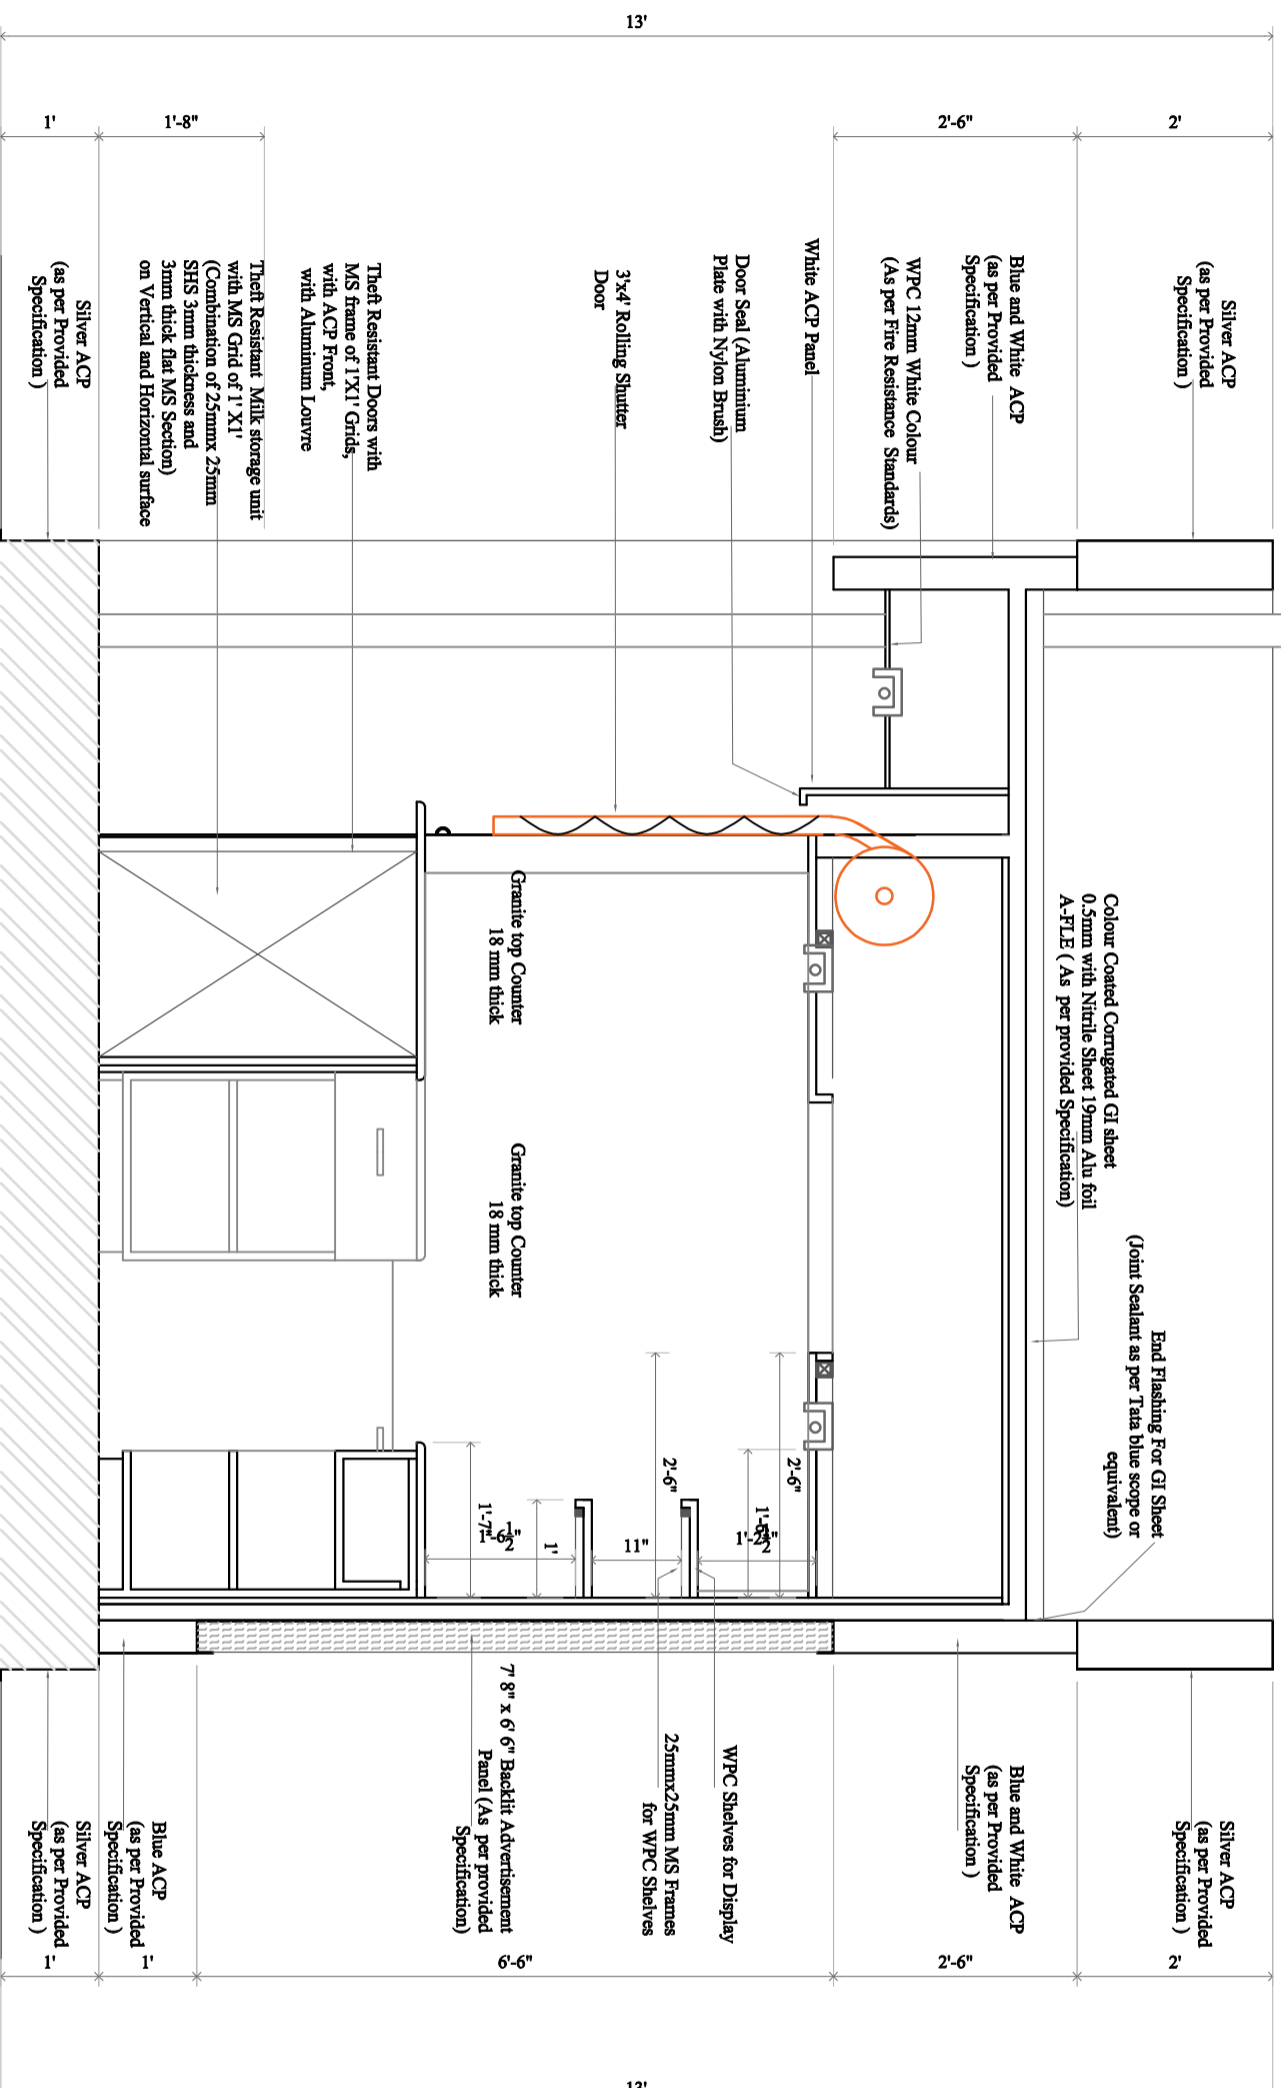 13'
1'
1'-8"
2'-6"
2'
Silver ACP
(as per Provided
Specification )
Blue and White  ACP
(as per Provided
Specification )
WPC 12mm White Colour
(As per Fire Resistance  Standards)
White ACP Panel
Door Seal (Aluminium
Plate with Nylon Brush)
3'x4' Rolling Shutter
Door
Theft Resistant Doors with
MS frame of 1'X1' Grids,
with ACP Front,
with Aluminum Louvre
Theft Resistant  Milk storage unit
with MS Grid of 1' X1'
(Combination of 25mmx 25mm
SHS 3mm thickness and
3mm thick flat MS Section)
on Vertical and Horizontal surface
Silver ACP
(as per Provided
Specification )
Colour Coated Corrugated GI sheet
0.5mm with Nitrile Sheet 19mm Alu foil
A-FLE ( As  per provided Specification)
End Flashing For GI Sheet
(Joint Sealant as per Tata blue scope or
equivalent)
Granite top Counter
18 mm thick
Granite top Counter
18 mm thick
2'-6"
2'-6"
1'-7"
1'
11"
Silver ACP
(as per Provided
Specification )
Blue and White  ACP
(as per Provided
Specification )
WPC Shelves for Display
25mmx25mm MS Frames
for WPC Shelves
7' 8" x 6' 6" Backlit Advertisement
Panel (As  per provided
Specification)
Blue ACP
(as per Provided
Specification )
Silver ACP
(as per Provided
Specification )
1'
1'
6'-6"
2'-6"
2'
13'